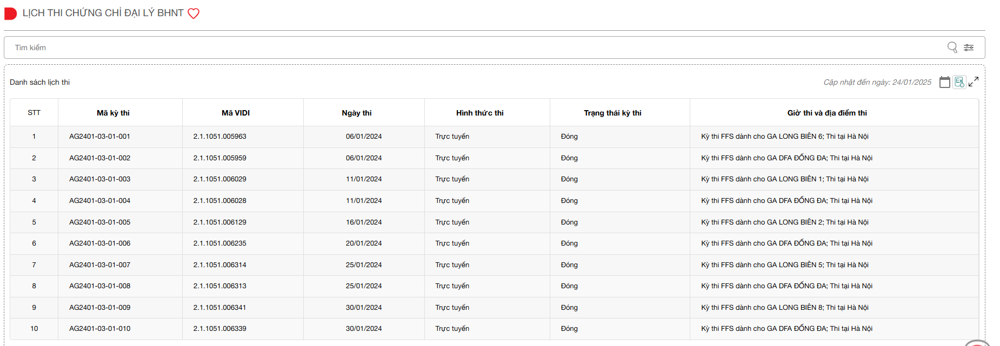 LỊCH THI CHỨNG CHỈ ĐẠI LÝ BHNT
Tìm kiếm
Danh sách lịch thi Cập nhật đến ngày: 24/01/2025
STT Mã kỳ thi Mã VIDI Ngày thi Hình thức thi Trạng thái kỳ thi Giờ thi và địa điểm thi
1 AG2401-03-01-001 2.1.1051.005963 06/01/2024 Trực tuyến Đóng Kỳ thi FFS dành cho GA LONG BIÊN 6; Thi tại Hà Nội
2 AG2401-03-01-002 2.1.1051.005959 06/01/2024 Trực tuyến Đóng Kỳ thi FFS dành cho GA DFA ĐỐNG ĐA; Thi tại Hà Nội
3 AG2401-03-01-003 2.1.1051.006029 11/01/2024 Trực tuyến Đóng Kỳ thi FFS dành cho GA LONG BIÊN 1; Thi tại Hà Nội
4 AG2401-03-01-004 2.1.1051.006028 11/01/2024 Trực tuyến Đóng Kỳ thi FFS dành cho GA DFA ĐỐNG ĐA; Thi tại Hà Nội
5 AG2401-03-01-005 2.1.1051.006129 16/01/2024 Trực tuyến Đóng Kỳ thi FFS dành cho GA LONG BIÊN 2; Thi tại Hà Nội
6 AG2401-03-01-006 2.1.1051.006235 20/01/2024 Trực tuyến Đóng Kỳ thi FFS dành cho GA DFA ĐỐNG ĐA; Thi tại Hà Nội
7 AG2401-03-01-007 2.1.1051.006314 25/01/2024 Trực tuyến Đóng Kỳ thi FFS dành cho GA LONG BIÊN 5; Thi tại Hà Nội
8 AG2401-03-01-008 2.1.1051.006313 25/01/2024 Trực tuyến Đóng Kỳ thi FFS dành cho GA DFA ĐỐNG ĐA; Thi tại Hà Nội
9 AG2401-03-01-009 2.1.1051.006341 30/01/2024 Trực tuyến Đóng Kỳ thi FFS dành cho GA LONG BIÊN 8; Thi tại Hà Nội
10 AG2401-03-01-010 2.1.1051.006339 30/01/2024 Trực tuyến Đóng Kỳ thi FFS dành cho GA DFA ĐỐNG ĐA; Thi tại Hà Nội